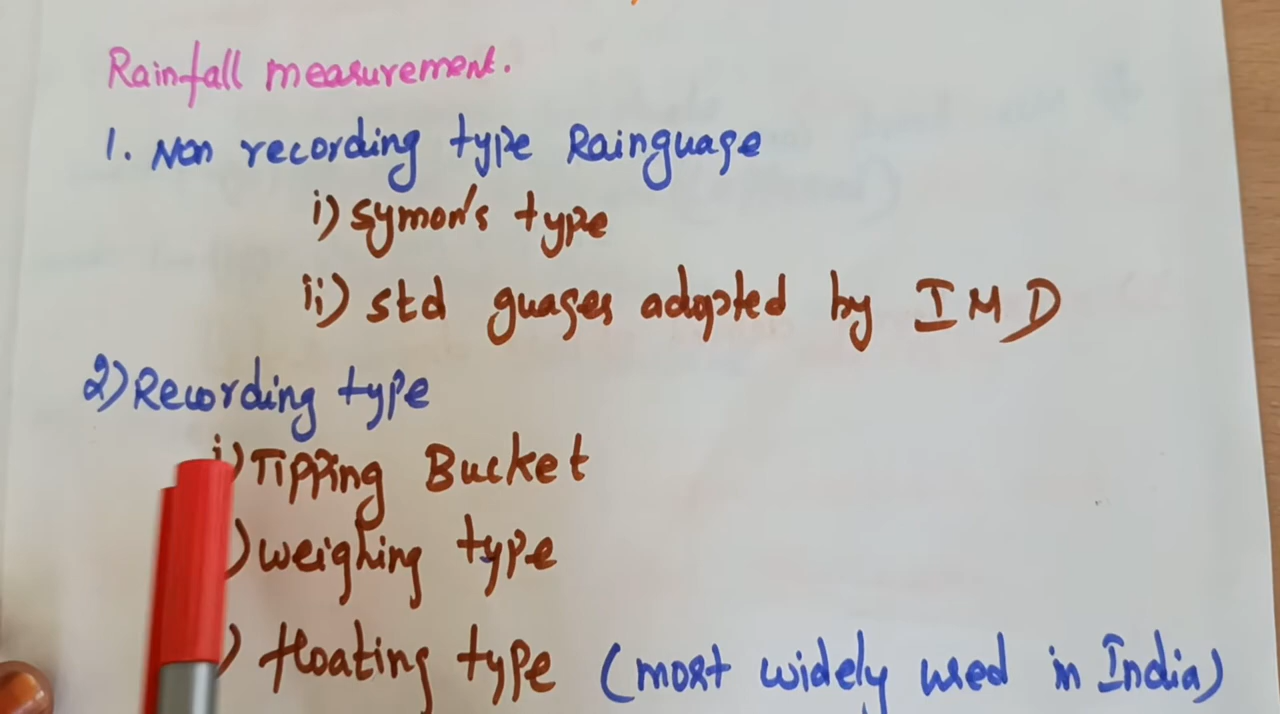 Rainfall measurement.
1. Non recording type Rainguage
i) symon's type
ii) std guages adopted by IMD
2) Recording type
i) Tipping Bucket
) weighing type
) floating type (most widely used in India)